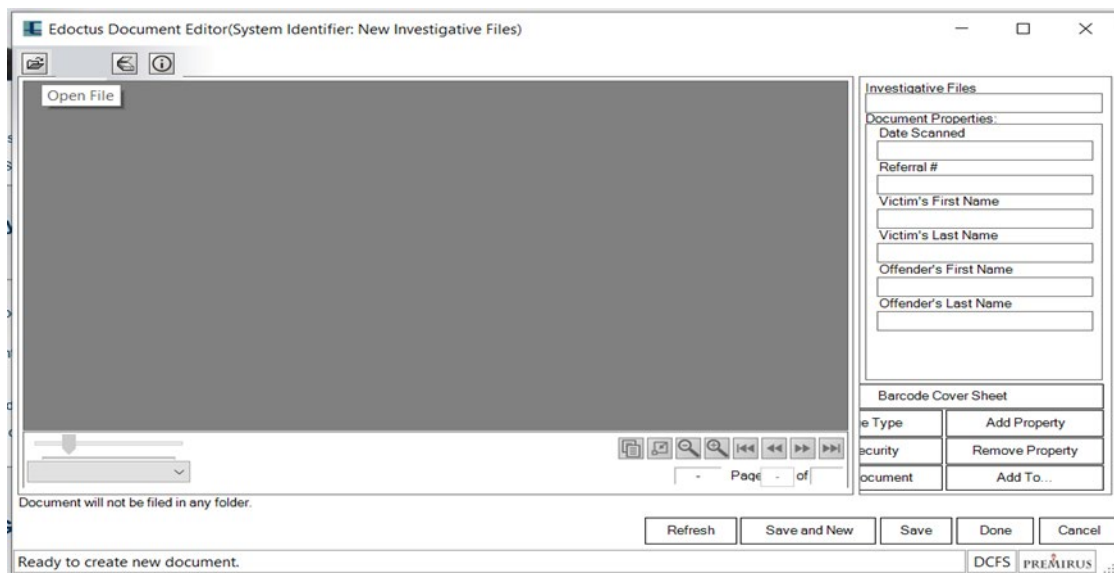 Edoctus Document Editor(System Identifier: New Investigative Files)
Open File
Investigative Files
Document Properties:
Date Scanned
Referral #
Victim's First Name
Victim's Last Name
Offender's First Name
Offender's Last Name
Barcode Cover Sheet
e Type Add Property
ecurity Remove Property
ocument Add To...
- Page - of
Document will not be filed in any folder.
Refresh Save and New Save Done Cancel
Ready to create new document. DCFS PREMIRUS